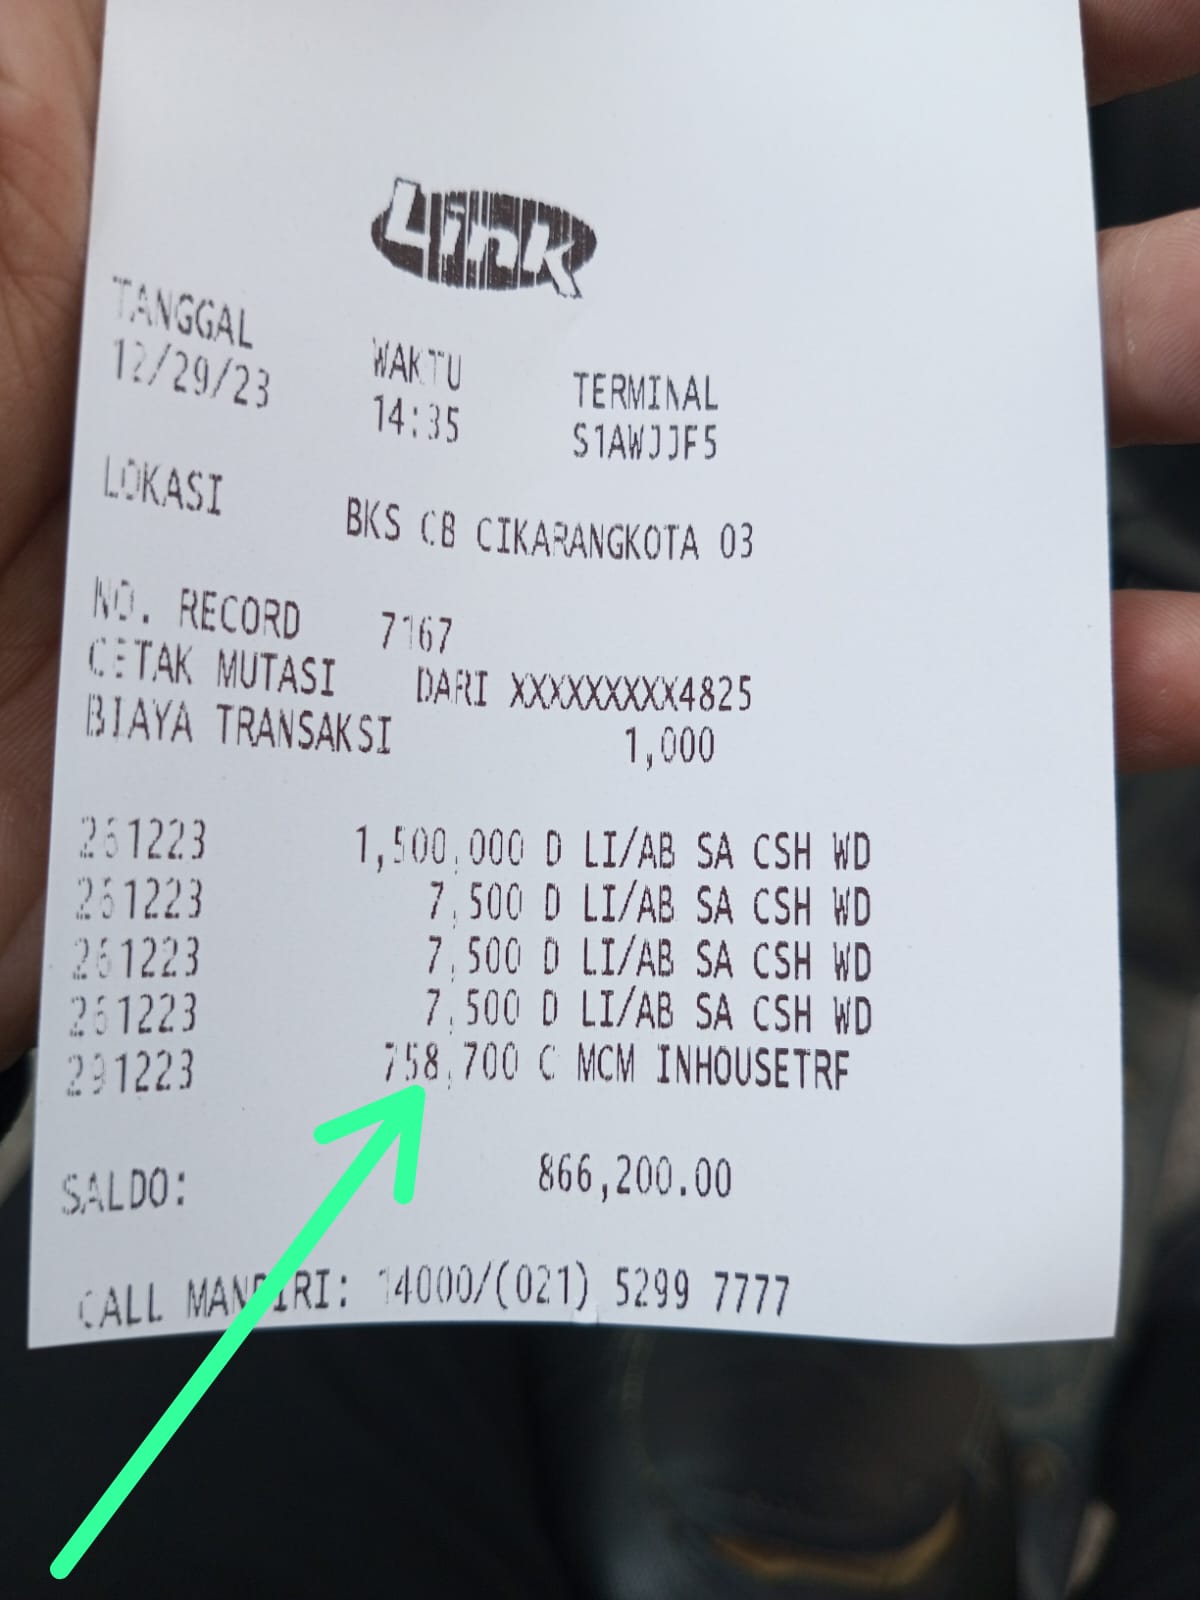 Link
TANGGAL WAKTU TERMINAL
12/29/23 14:35 S1AWJJF5
LOKASI BKS CB CIKARANGKOTA 03
NO. RECORD 7167
CETAK MUTASI DARI XXXXXXXXX4825
BIAYA TRANSAKSI 1,000
261223 1,500,000 D LI/AB SA CSH WD
261223 7,500 D LI/AB SA CSH WD
261223 7,500 D LI/AB SA CSH WD
261223 7,500 D LI/AB SA CSH WD
291223 758,700 C MCM INHOUSETRF
SALDO: 866,200.00
CALL MANDIRI: 14000/(021) 5299 7777